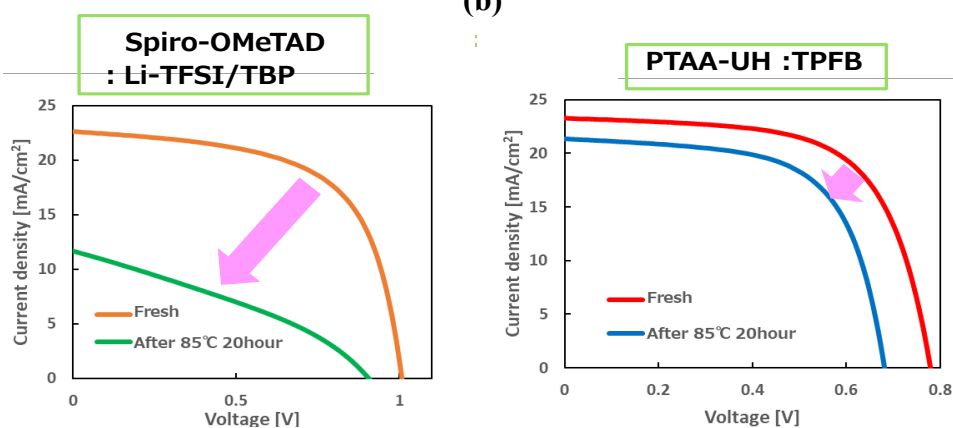 (b)
Spiro-OMeTAD
: Li-TFSI/TBP
25
20
15
10
5
0
Current density [mA/cm²]
Fresh
After 85℃ 20hour
0
0.5
1
Voltage [V]
PTAA-UH :TPFB
25
20
15
10
5
0
Current density [mA/cm²]
Fresh
After 85℃ 20hour
0
0.2
0.4
0.6
0.8
Voltage [V]